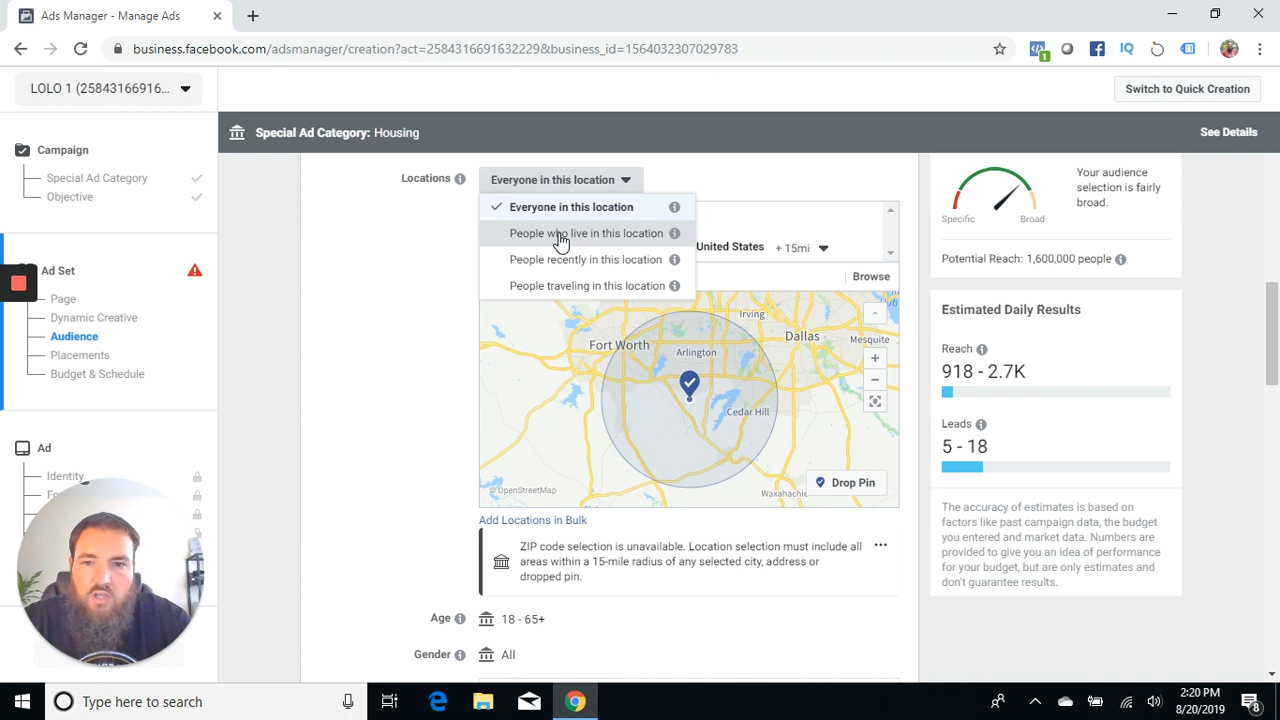 Ads Manager - Manage Ads
business.facebook.com/adsmanager/creation?act=2584316691632229&business_id=1564032307029783
1
IQ
LOLO 1 (25843166916...
Switch to Quick Creation
Special Ad Category: Housing
See Details
Campaign
Special Ad Category
Objective
Ad Set
Page
Dynamic Creative
Audience
Placements
Budget & Schedule
Ad
Identity
Locations
Everyone in this location
Everyone in this location
People who live in this location
People recently in this location
People traveling in this location
United States + 15mi
Browse
Irving
Dallas
Fort Worth
Arlington
Mesquite
Cedar Hill
Waxahachie
© OpenStreetMap
Drop Pin
Add Locations in Bulk
ZIP code selection is unavailable. Location selection must include all
areas within a 15-mile radius of any selected city, address or
dropped pin.
Age
18 - 65+
Gender
All
Specific
Broad
Your audience
selection is fairly
broad.
Potential Reach: 1,600,000 people
Estimated Daily Results
Reach
918 - 2.7K
Leads
5 - 18
The accuracy of estimates is based on
factors like past campaign data, the budget
you entered and market data. Numbers are
provided to give you an idea of performance
for your budget, but are only estimates and
don't guarantee results.
Type here to search
2:20 PM
8/20/2019
8